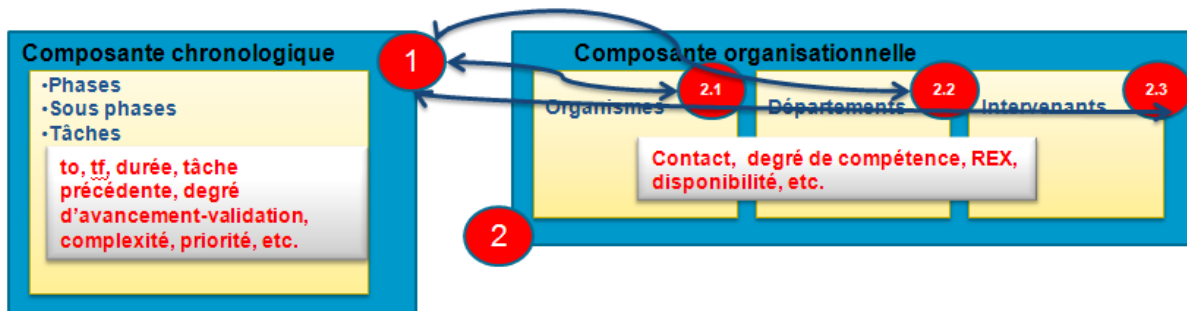 Composante chronologique
1
•Phases
•Sous phases
•Tâches
to, tf, durée, tâche
précédente, degré
d'avancement-validation,
complexité, priorité, etc.
Composante organisationnelle
2.1
2.2
2.3
Organismes
Départements
Intervenants
Contact, degré de compétence, REX,
disponibilité, etc.
2